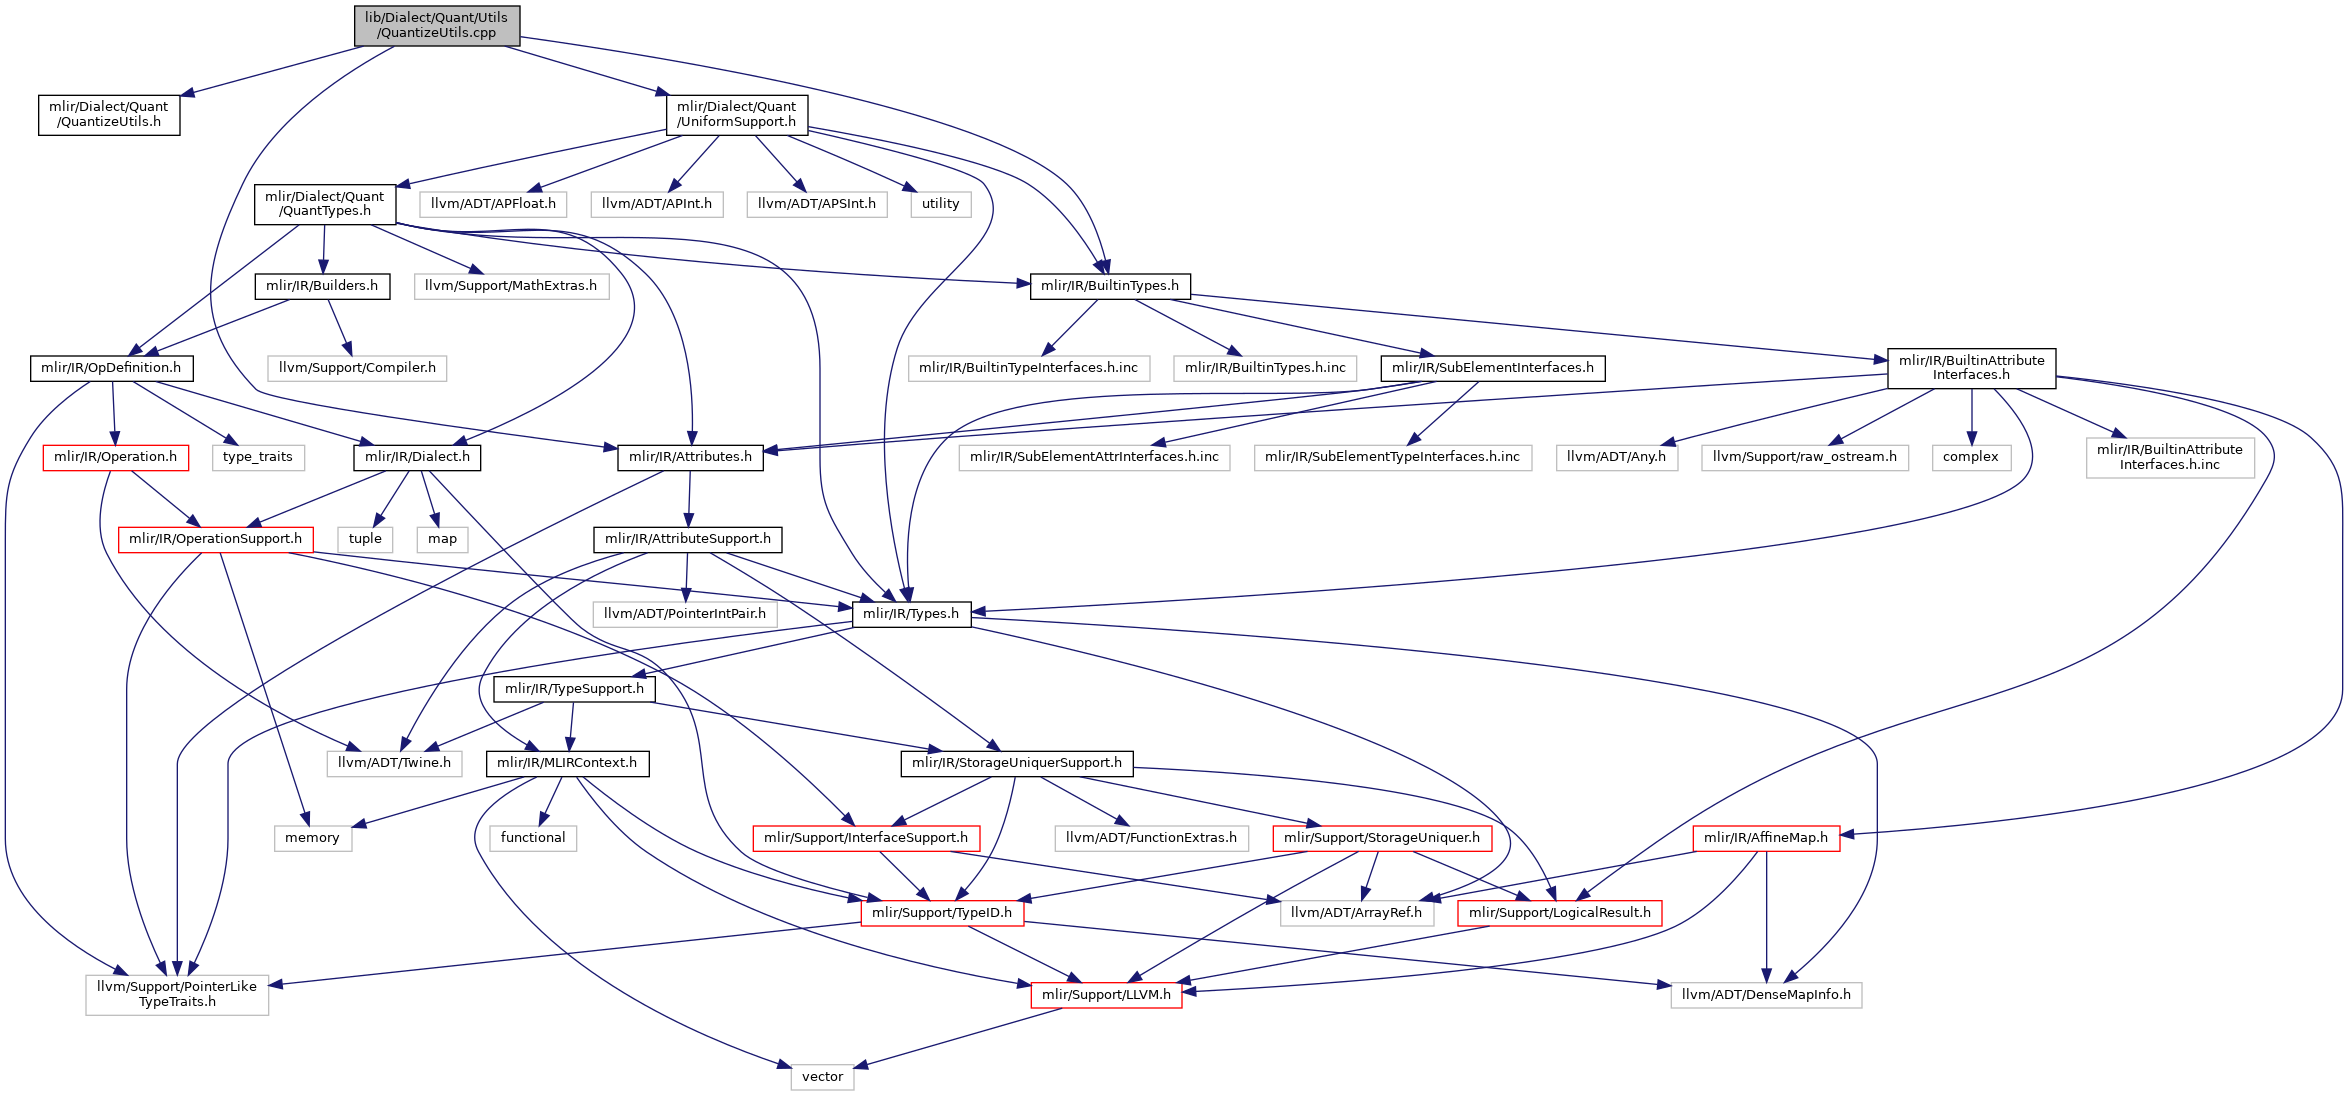 lib/Dialect/Quant/Utils
/QuantizeUtils.cpp
mlir/Dialect/Quant
/QuantizeUtils.h
mlir/Dialect/Quant
/UniformSupport.h
mlir/Dialect/Quant
/QuantTypes.h
llvm/ADT/APFloat.h
llvm/ADT/APInt.h
llvm/ADT/APSInt.h
utility
mlir/IR/Builders.h
llvm/Support/MathExtras.h
mlir/IR/BuiltinTypes.h
mlir/IR/OpDefinition.h
llvm/Support/Compiler.h
mlir/IR/BuiltinTypeInterfaces.h.inc
mlir/IR/BuiltinTypes.h.inc
mlir/IR/SubElementInterfaces.h
mlir/IR/BuiltinAttribute
Interfaces.h
mlir/IR/Operation.h
type_traits
mlir/IR/Dialect.h
mlir/IR/Attributes.h
mlir/IR/SubElementAttrInterfaces.h.inc
mlir/IR/SubElementTypeInterfaces.h.inc
llvm/ADT/Any.h
llvm/Support/raw_ostream.h
complex
mlir/IR/BuiltinAttribute
Interfaces.h.inc
mlir/IR/OperationSupport.h
tuple
map
mlir/IR/AttributeSupport.h
llvm/ADT/PointerIntPair.h
mlir/IR/Types.h
mlir/IR/TypeSupport.h
llvm/ADT/Twine.h
mlir/IR/MLIRContext.h
mlir/IR/StorageUniquerSupport.h
memory
functional
mlir/Support/InterfaceSupport.h
llvm/ADT/FunctionExtras.h
mlir/Support/StorageUniquer.h
mlir/IR/AffineMap.h
mlir/Support/TypeID.h
llvm/ADT/ArrayRef.h
mlir/Support/LogicalResult.h
llvm/Support/PointerLike
TypeTraits.h
mlir/Support/LLVM.h
llvm/ADT/DenseMapInfo.h
vector